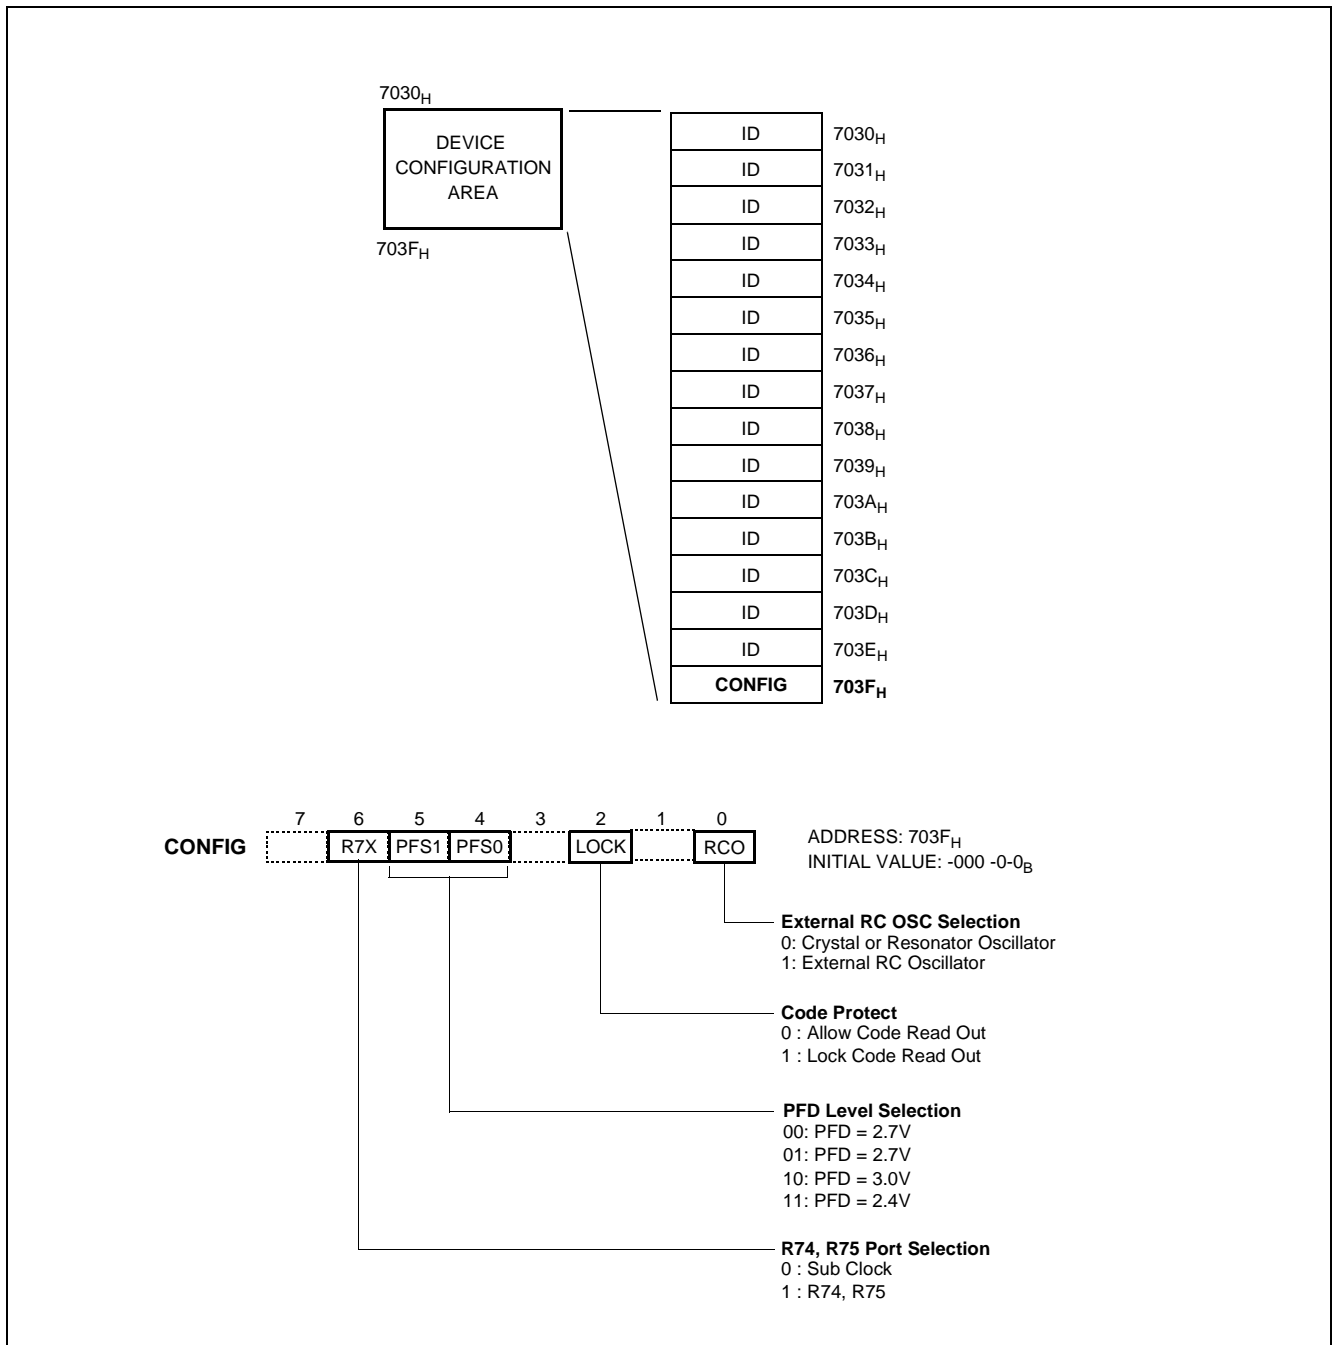 7030H
DEVICE
CONFIGURATION
AREA
703FH
ID 7030H
ID 7031H
ID 7032H
ID 7033H
ID 7034H
ID 7035H
ID 7036H
ID 7037H
ID 7038H
ID 7039H
ID 703AH
ID 703BH
ID 703CH
ID 703DH
ID 703EH
CONFIG 703FH
7 6 5 4 3 2 1 0
CONFIG R7X PFS1 PFS0 LOCK RCO
ADDRESS: 703FH
INITIAL VALUE: -000 -0-0B
External RC OSC Selection
0: Crystal or Resonator Oscillator
1: External RC Oscillator
Code Protect
0 : Allow Code Read Out
1 : Lock Code Read Out
PFD Level Selection
00: PFD = 2.7V
01: PFD = 2.7V
10: PFD = 3.0V
11: PFD = 2.4V
R74, R75 Port Selection
0 : Sub Clock
1 : R74, R75